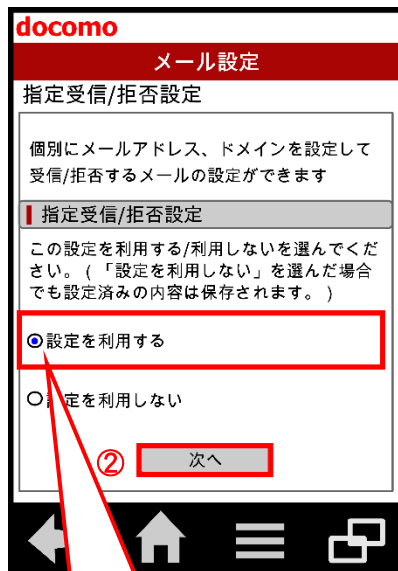 docomo
メール設定
指定受信/拒否設定
個別にメールアドレス、ドメインを設定して
受信/拒否するメールの設定ができます
指定受信/拒否設定
この設定を利用する/利用しないを選んでくだ
さい。(「設定を利用しない」を選んだ場合
でも設定済みの内容は保存されます。)
設定を利用する
定を利用しない
② 次へ